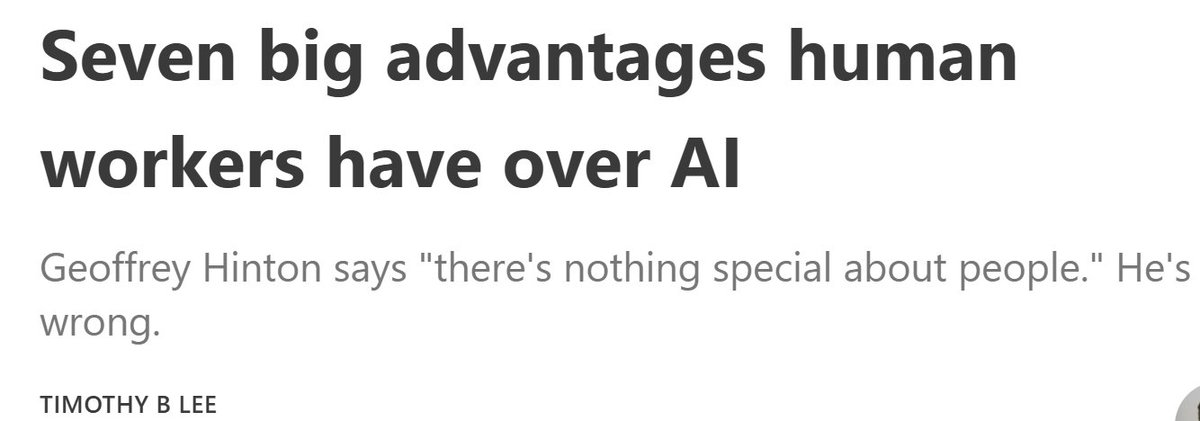 Seven big advantages human
workers have over AI
Geoffrey Hinton says "there's nothing special about people." He's
wrong.
TIMOTHY B LEE